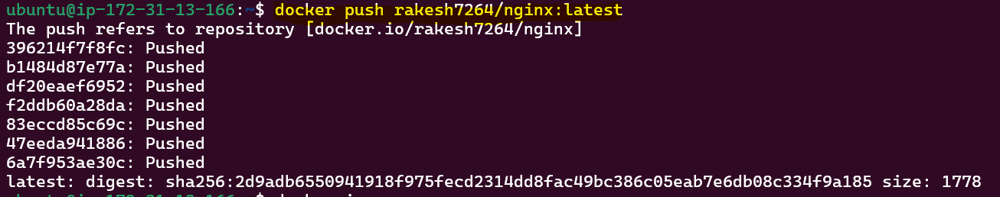 ubuntu@ip-172-31-13-166:~$ docker push rakesh7264/nginx:latest
The push refers to repository [docker.io/rakesh7264/nginx]
396214f7f8fc: Pushed
b1484d87e77a: Pushed
df20eaef6952: Pushed
f2ddb60a28da: Pushed
83eccd85c69c: Pushed
47eeda941886: Pushed
6a7f953ae30c: Pushed
latest: digest: sha256:2d9adb6550941918f975fecd2314dd8fac49bc386c05eab7e6db08c334f9a185 size: 1778